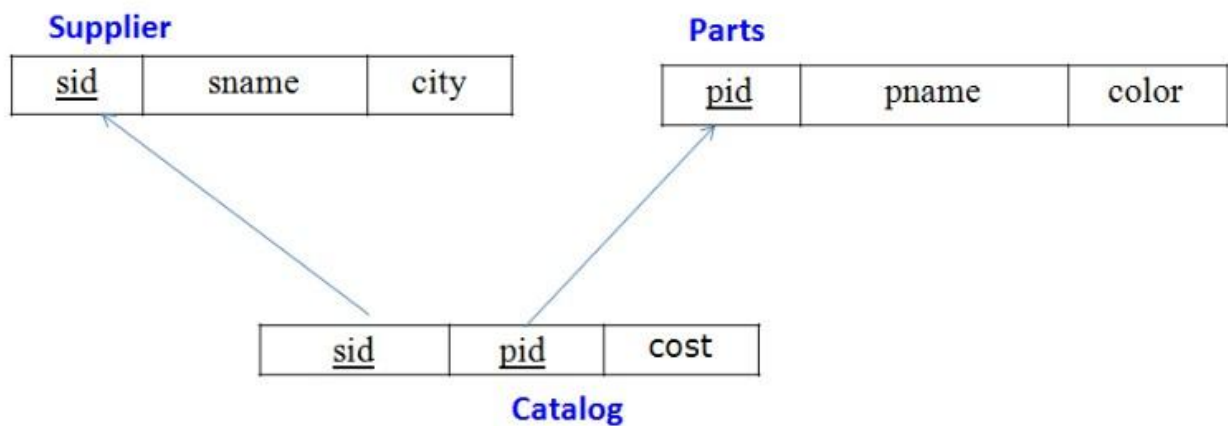 Supplier
Parts
sid sname city
pid pname color
sid pid cost
Catalog